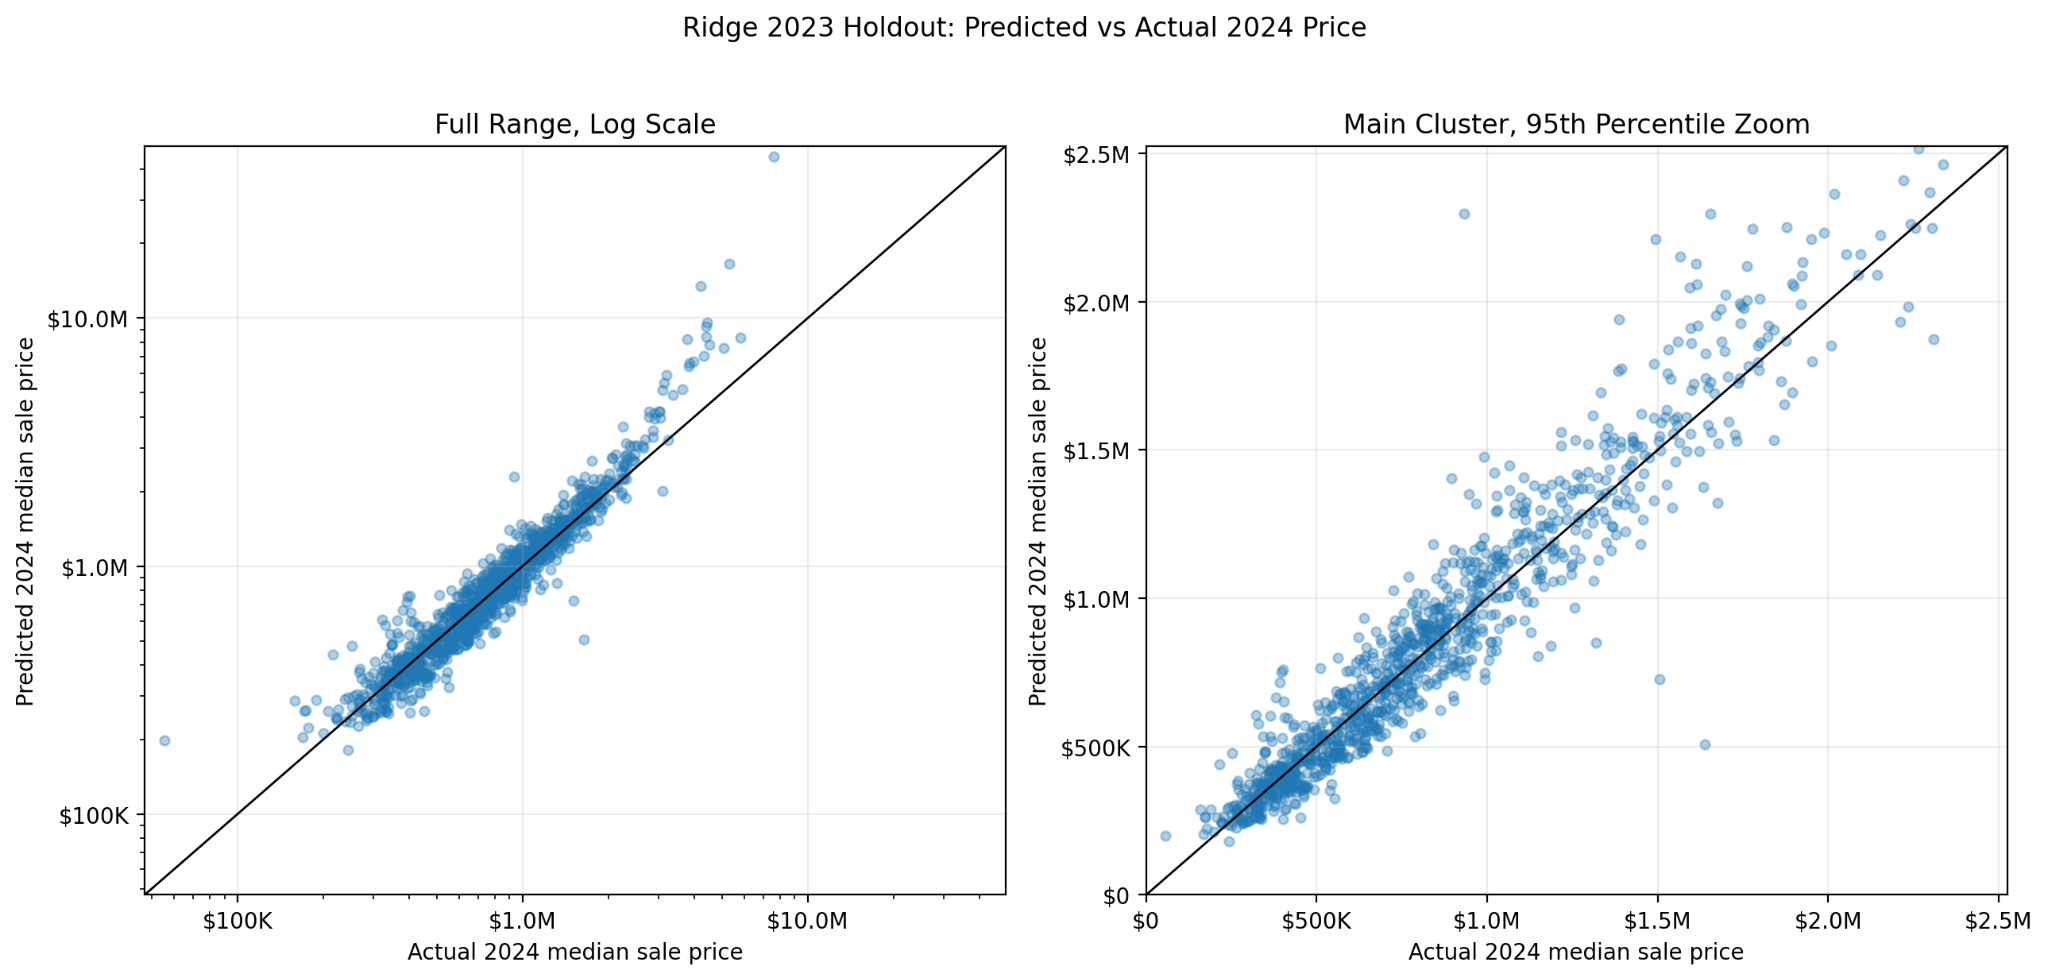 Ridge 2023 Holdout: Predicted vs Actual 2024 Price
Full Range, Log Scale
Predicted 2024 median sale price
$10.0M
$1.0M
$100K
$100K
$1.0M
$10.0M
Actual 2024 median sale price
Main Cluster, 95th Percentile Zoom
Predicted 2024 median sale price
$2.5M
$2.0M
$1.5M
$1.0M
$500K
$0
$0
$500K
$1.0M
$1.5M
$2.0M
$2.5M
Actual 2024 median sale price